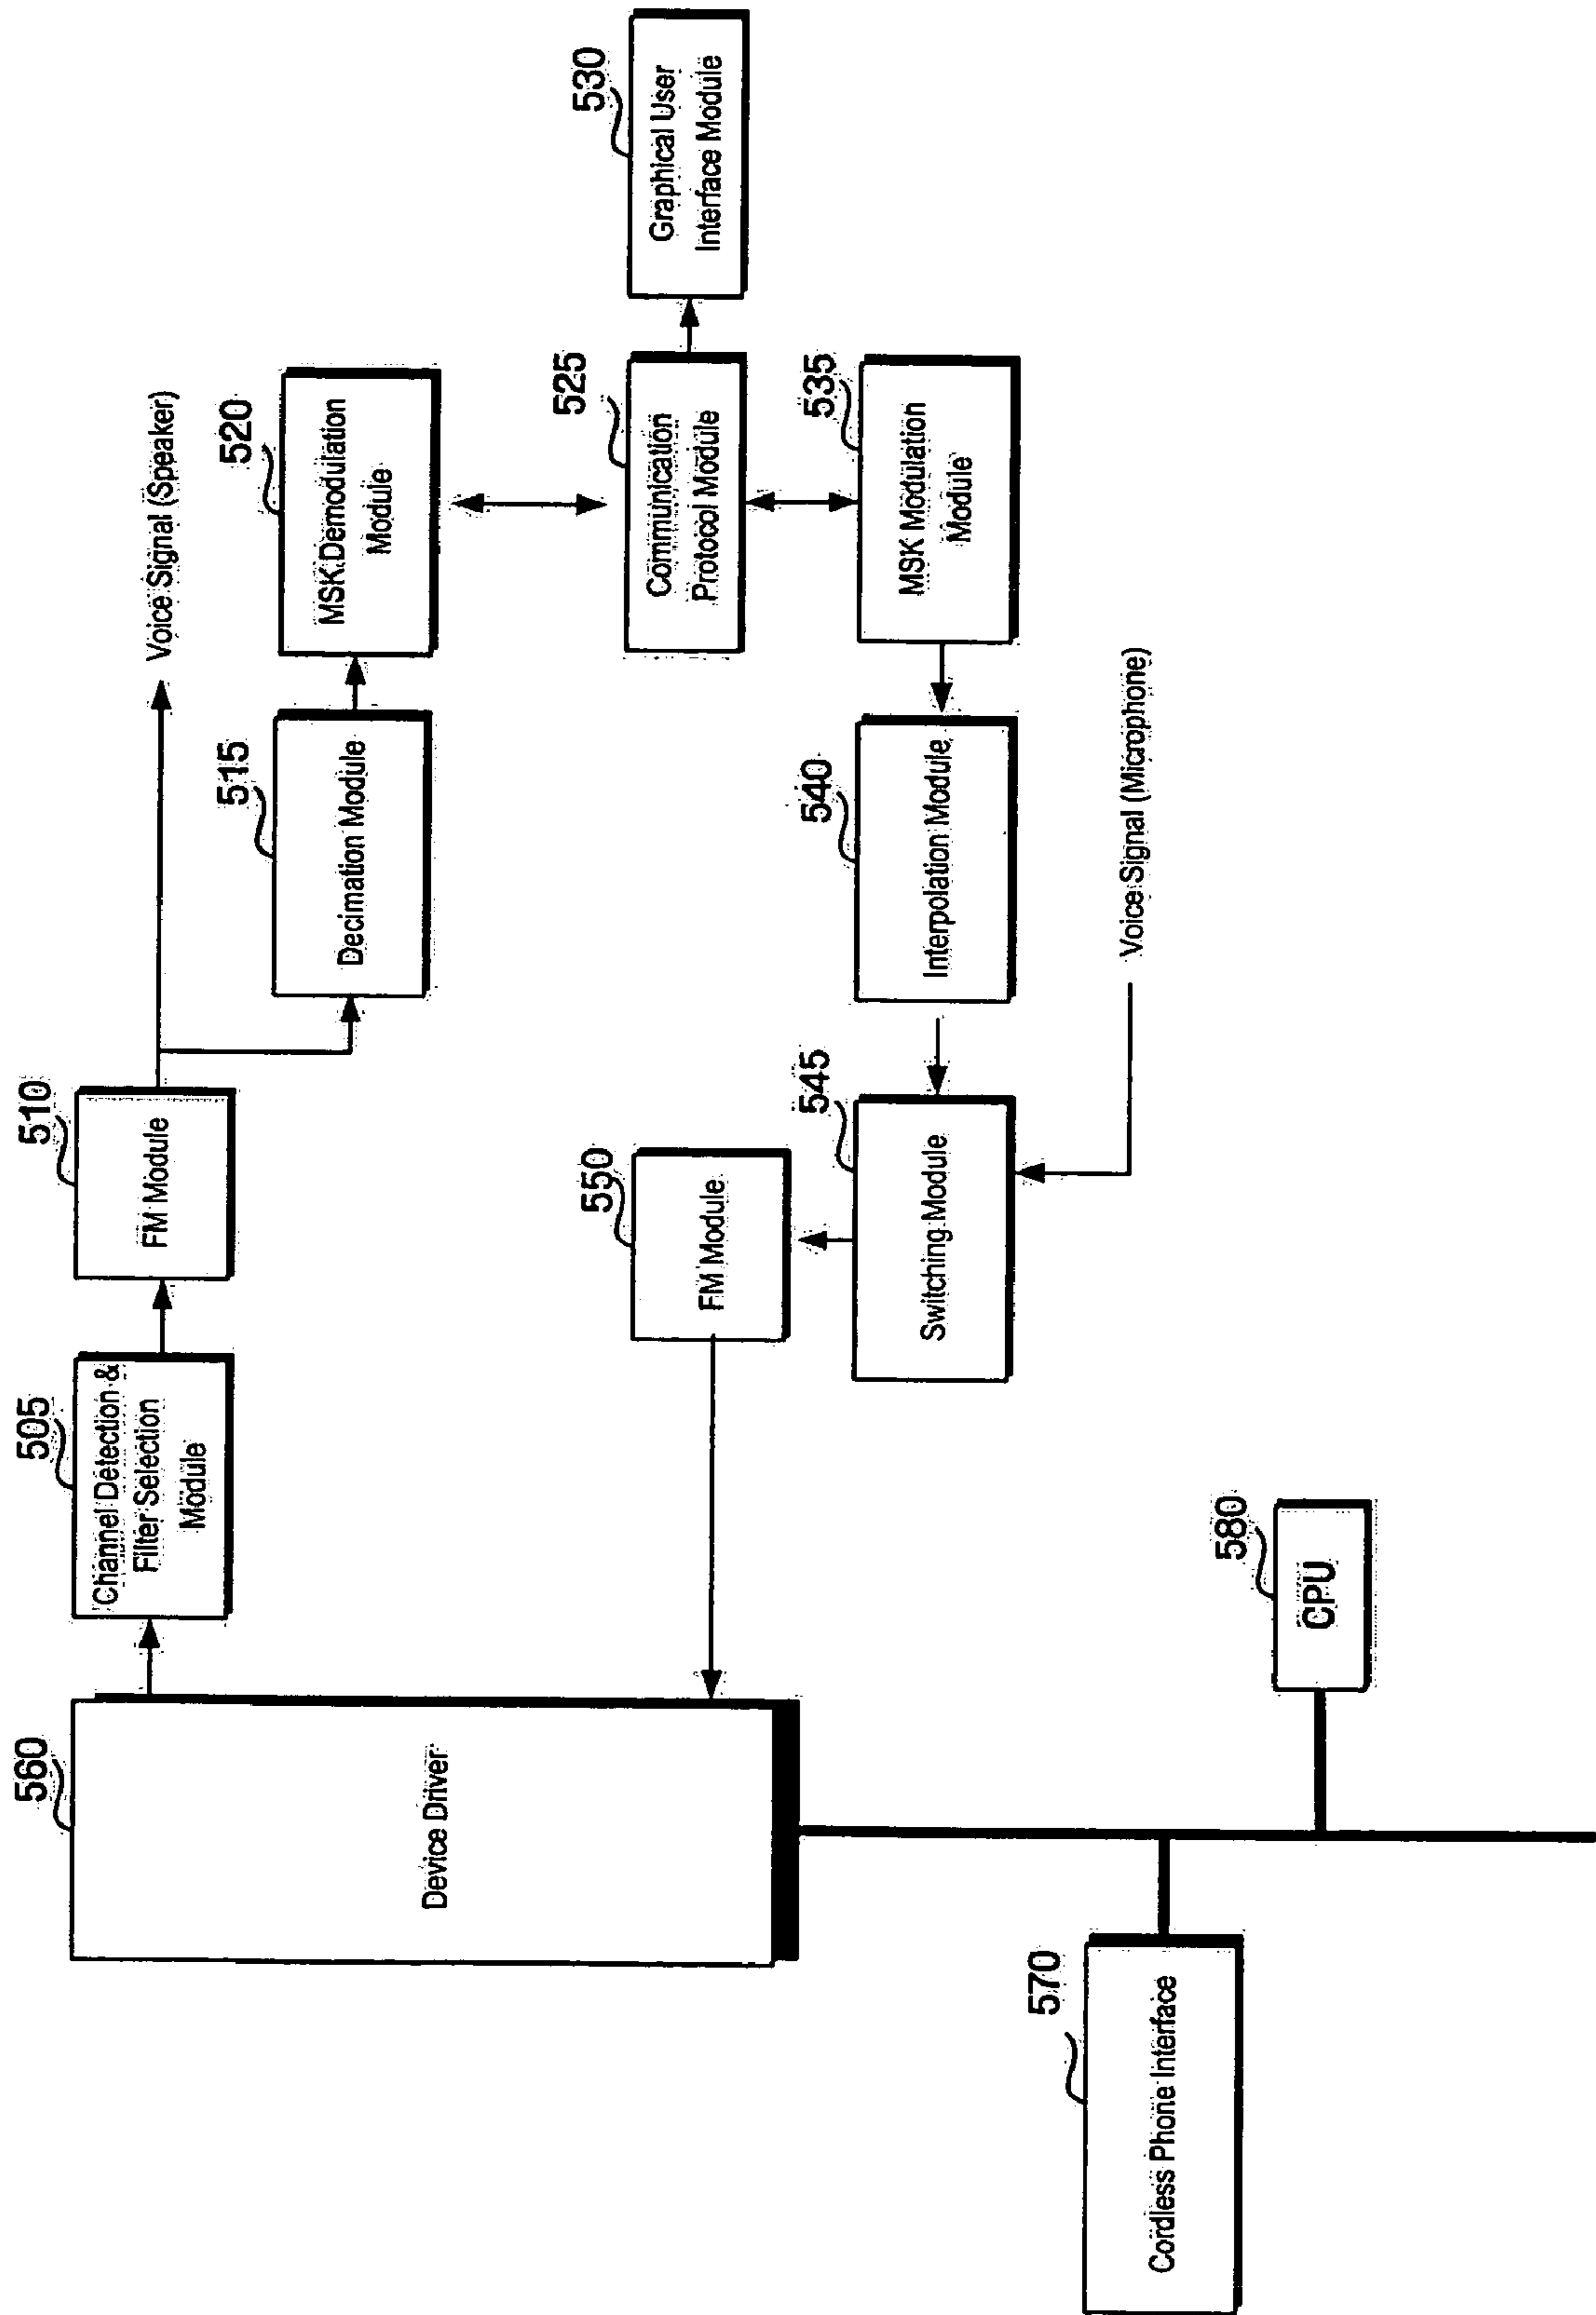 560
Device Driver
505
Channel Detection &
Filter Selection
Module
510
FM Module
Voice Signal (Speaker)
515
Decimation Module
520
MSK Demodulation
Module
525
Communication
Protocol Module
530
Graphical User
Interface Module
535
MSK Modulation
Module
540
Interpolation Module
545
Switching Module
Voice Signal (Microphone)
550
FM Module
570
Cordless Phone Interface
580
CPU